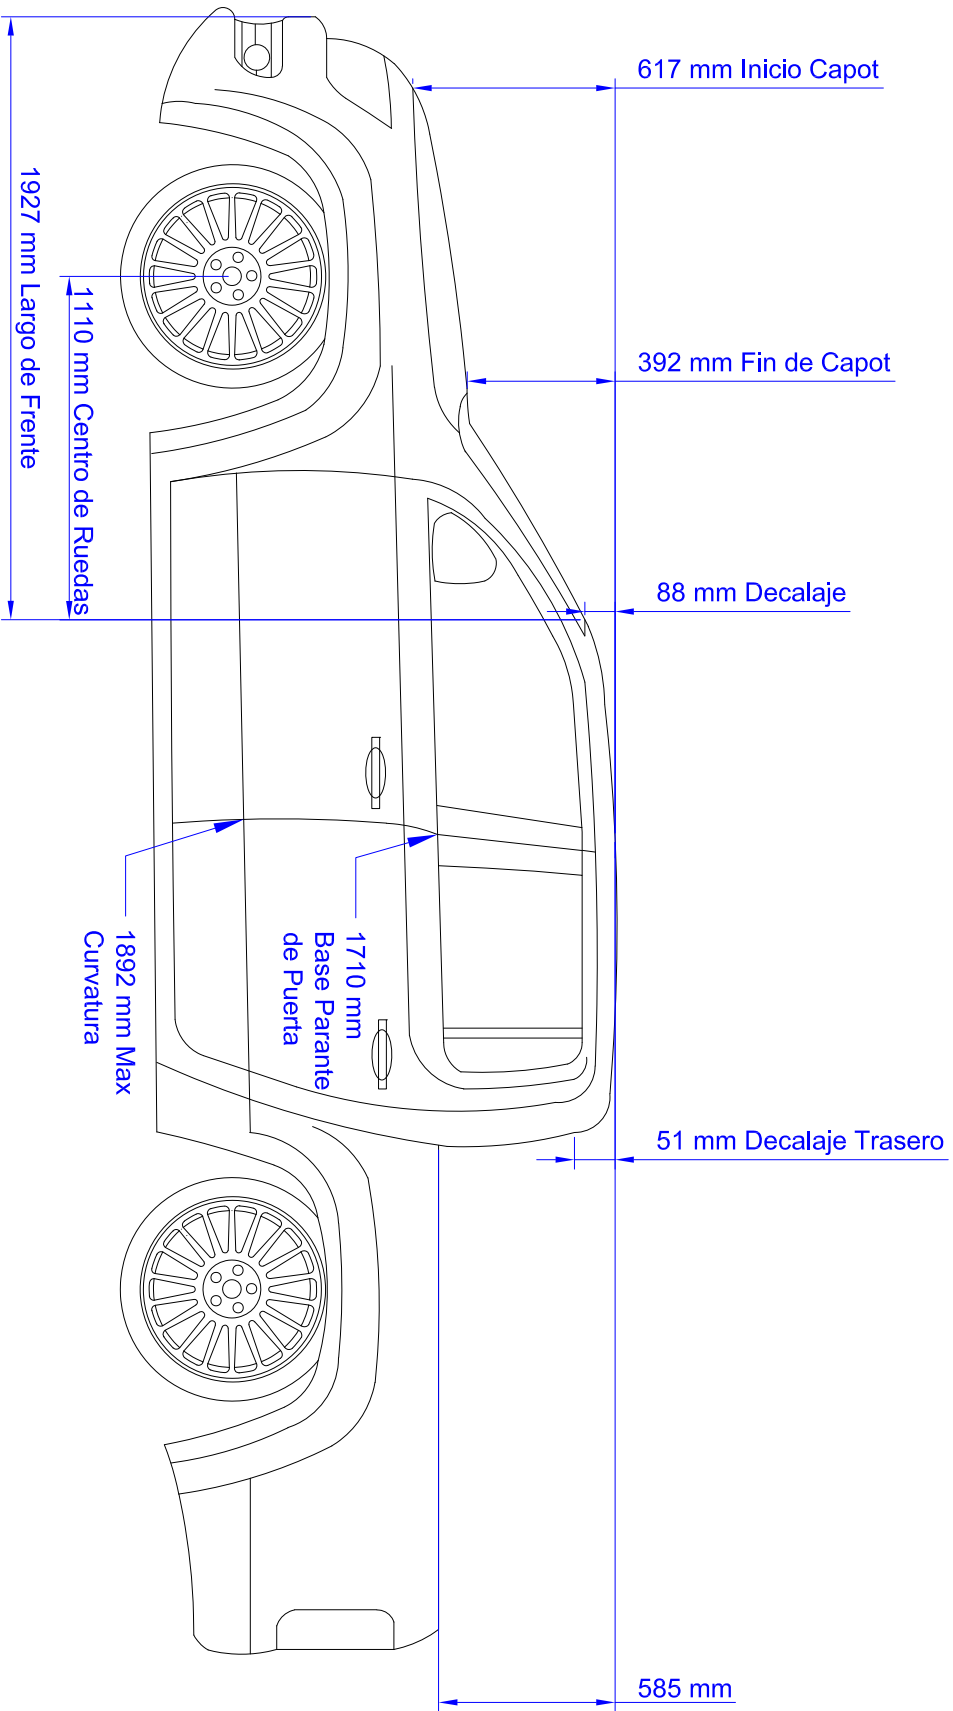 617 mm Inicio Capot
392 mm Fin de Capot
88 mm Decalaje
1927 mm Largo de Frente
1110 mm Centro de Ruedas
1710 mm
Base Parante
de Puerta
1892 mm Max
Curvatura
51 mm Decalaje Trasero
585 mm